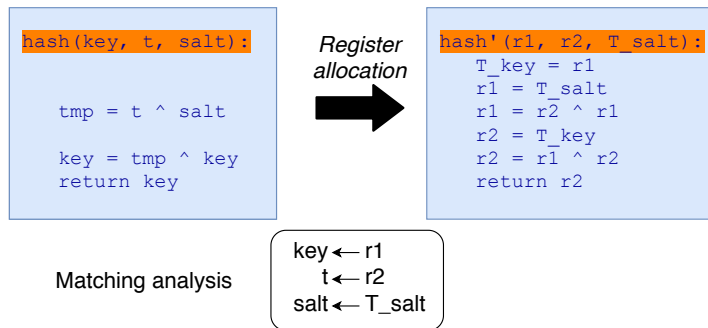 hash(key, t, salt):
tmp = t ^ salt
key = tmp ^ key
return key
Register
allocation
hash'(r1, r2, T_salt):
T_key = r1
r1 = T_salt
r1 = r2 ^ r1
r2 = T_key
r2 = r1 ^ r2
return r2
Matching analysis
key ← r1
t ← r2
salt ← T_salt